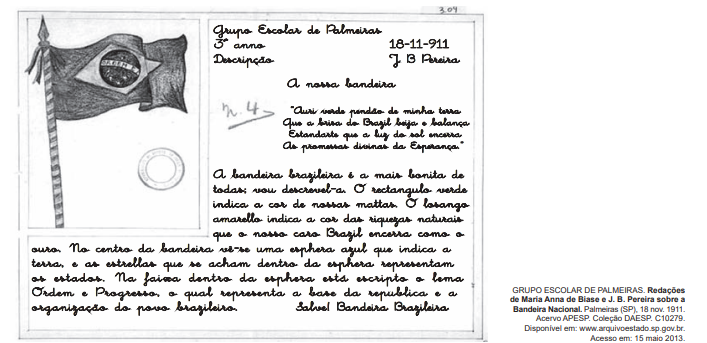 3.09
Grupo Escolar de Palmeiras
3º anno 18-11-911
Descripção J. B Pereira
A nossa bandeira
n. 4
"Auri verde pendão de minha terra
Que a brisa do Brazil beija e balança
Estandarte que a luz do sol encerra
As promessas divinas da Esperança."
A bandeira brazileira é a mais bonita de
todas; vou descrevel-a. O rectangulo verde
indica a cor de nossas mattas. O losango
amarello indica a cor das riquezas naturais
que o nosso caro Brazil encerra como o
ouro. No centro da bandeira vê-se uma esphera azul que indica a
terra, e as estrellas que se acham dentro da esphera representam
os estados. Na faixa dentro da esphera está escripto o lema
Ordem e Progresso, o qual representa a base da republica e a
organização do povo brazileiro. Salve! Bandeira Brazileira
GRUPO ESCOLAR DE PALMEIRAS. Redações
de Maria Anna de Biase e J. B. Pereira sobre a
Bandeira Nacional. Palmeiras (SP), 18 nov. 1911.
Acervo APESP. Coleção DAESP. C10279.
Disponível em: www.arquivoestado.sp.gov.br.
Acesso em: 15 maio 2013.